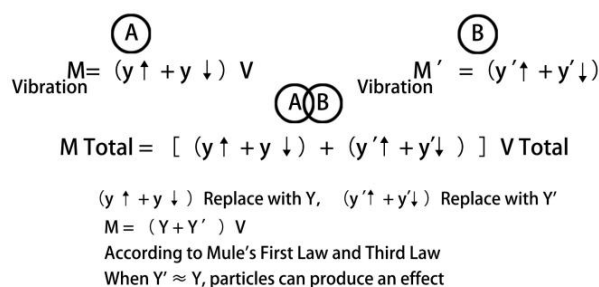 A B
M= (y↑+y↓) V M′ = (y′↑+y′↓)
Vibration Vibration
A B
M Total = [ (y↑+y↓) + (y′↑+y′↓) ] V Total
(y↑+y↓) Replace with Y, (y′↑+y′↓) Replace with Y′
M= (Y+Y′) V
According to Mule's First Law and Third Law
When Y′ ≈ Y, particles can produce an effect